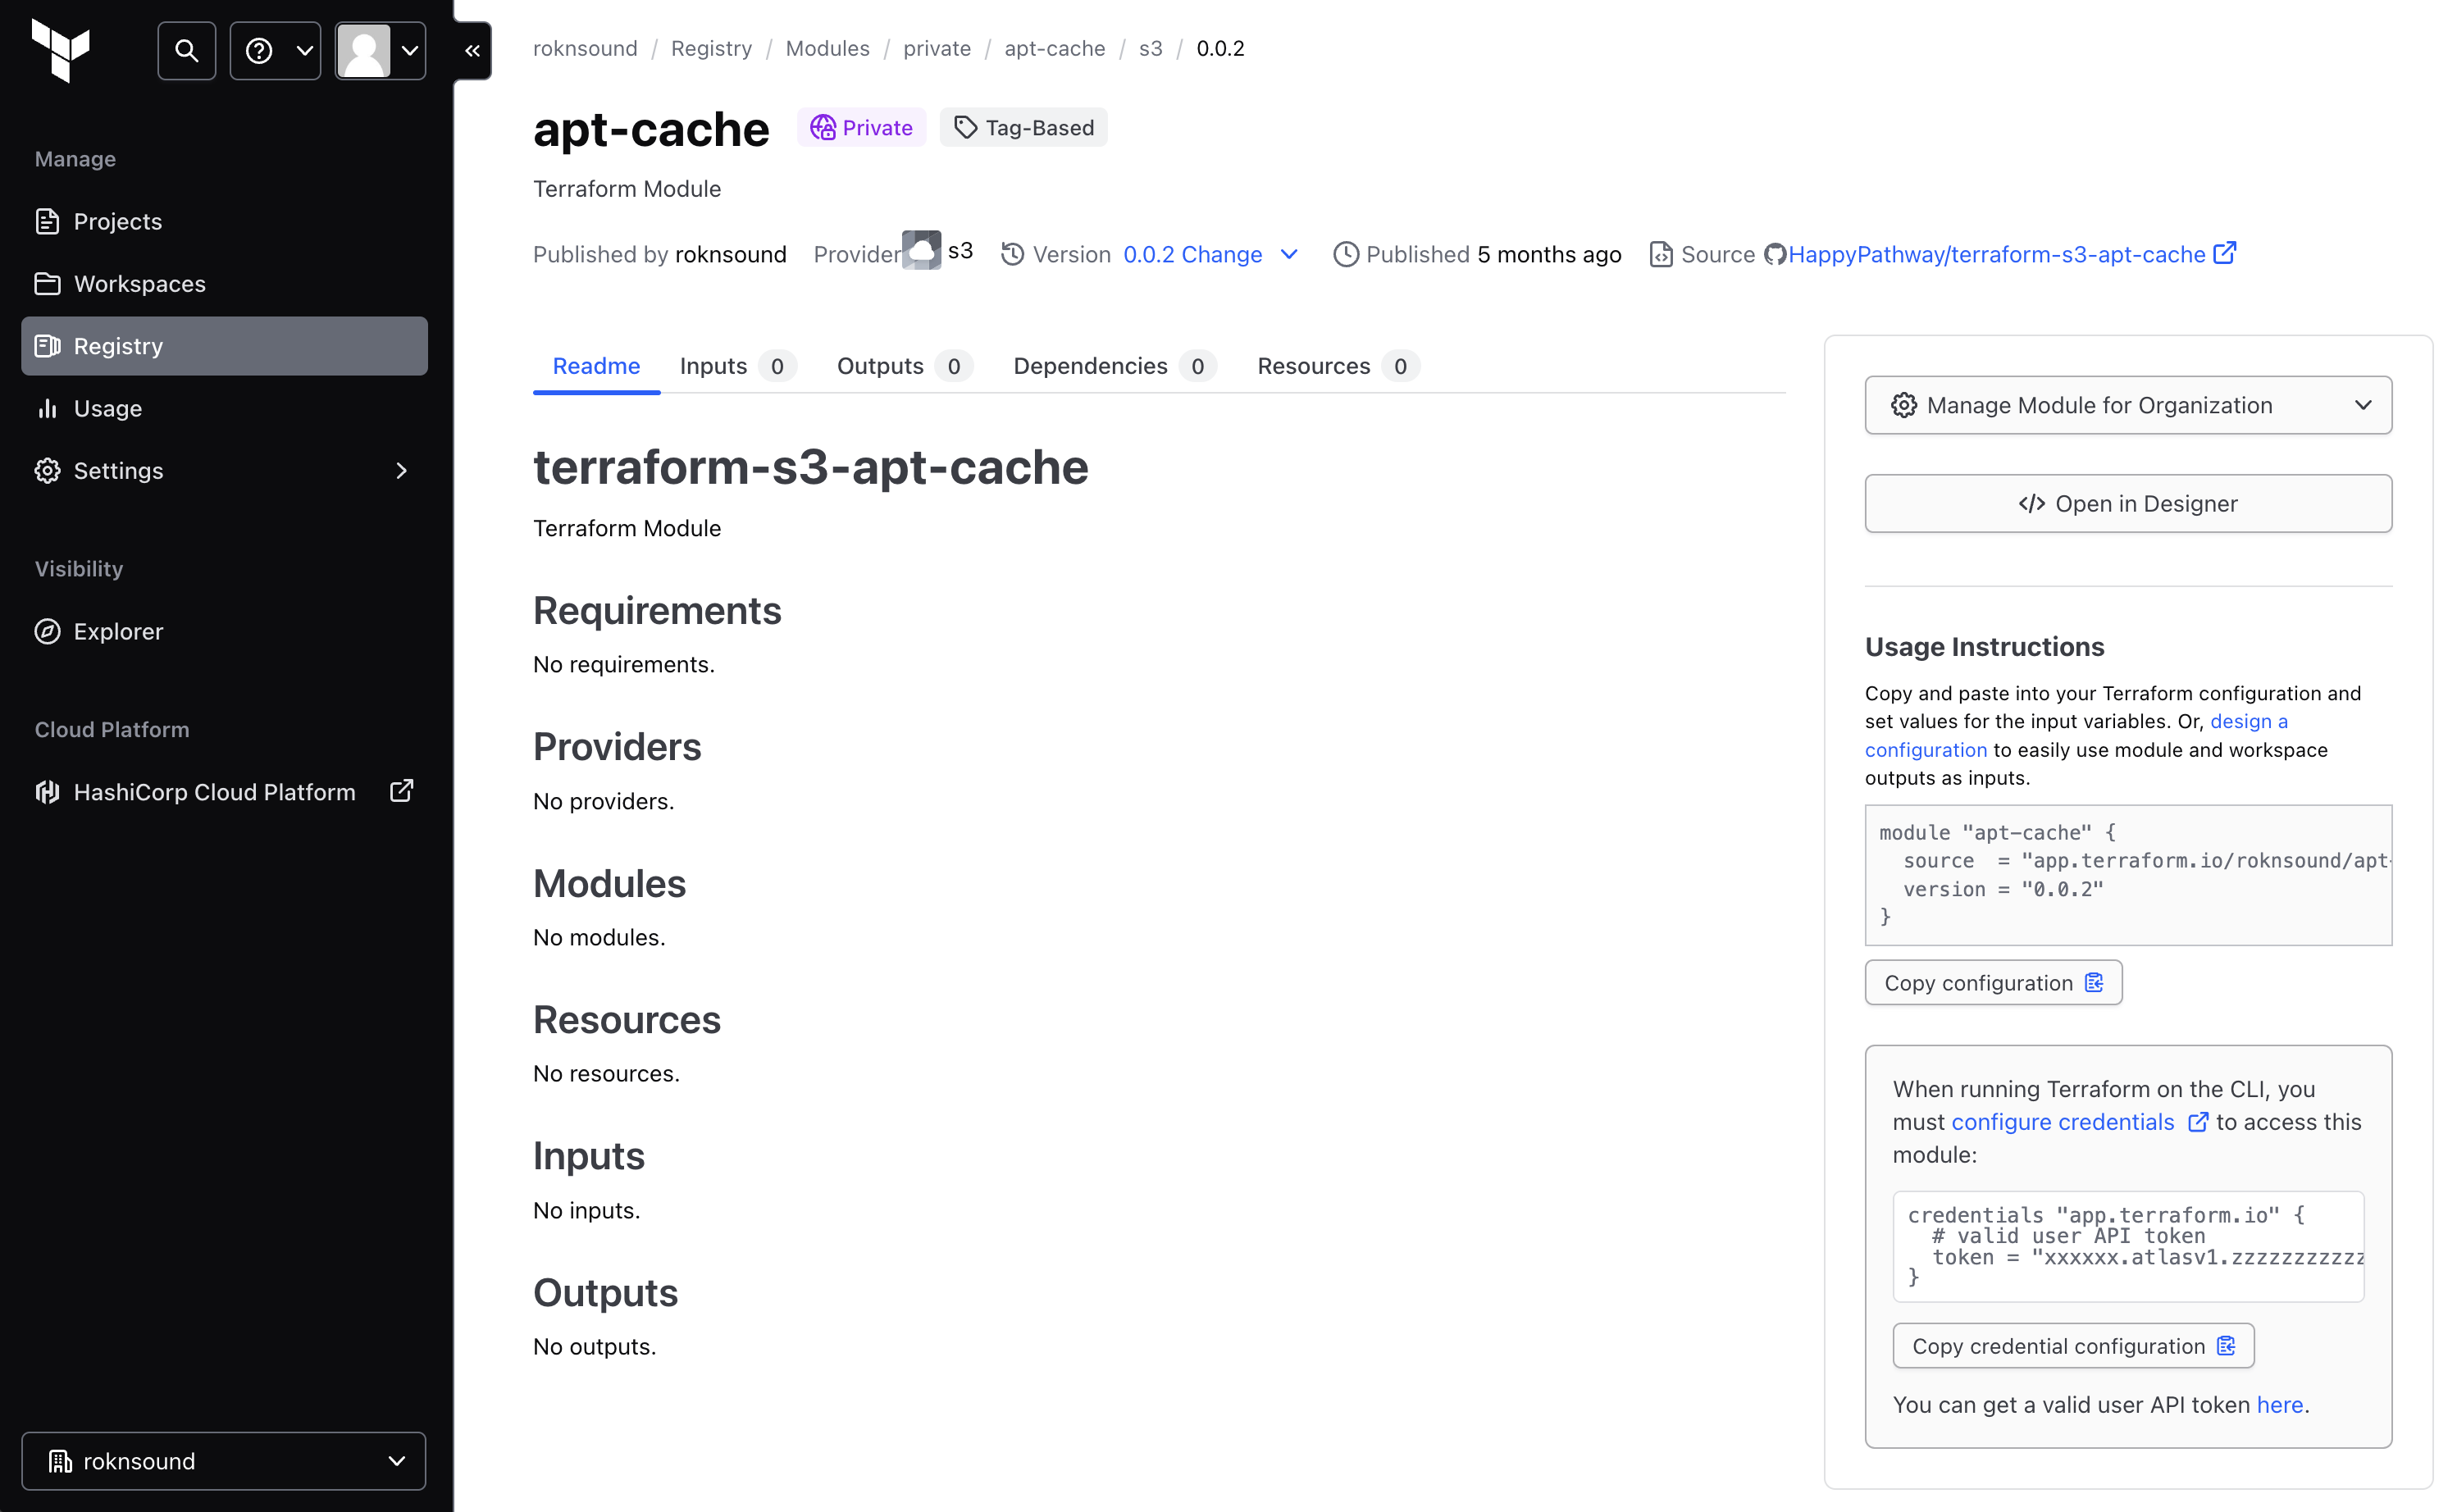 Manage
Projects
Workspaces
Registry
Usage
Settings
Visibility
Explorer
Cloud Platform
HashiCorp Cloud Platform
roknsound
roknsound / Registry / Modules / private / apt-cache / s3 / 0.0.2
apt-cache Private Tag-Based
Terraform Module
Published by roknsound Provider s3 Version 0.0.2 Change Published 5 months ago Source HappyPathway/terraform-s3-apt-cache
Readme Inputs 0 Outputs 0 Dependencies 0 Resources 0
terraform-s3-apt-cache
Terraform Module
Requirements
No requirements.
Providers
No providers.
Modules
No modules.
Resources
No resources.
Inputs
No inputs.
Outputs
No outputs.
Manage Module for Organization
</> Open in Designer
Usage Instructions
Copy and paste into your Terraform configuration and
set values for the input variables. Or, design a
configuration to easily use module and workspace
outputs as inputs.
module "apt-cache" {
  source  = "app.terraform.io/roknsound/apt-
  version = "0.0.2"
}
Copy configuration
When running Terraform on the CLI, you
must configure credentials to access this
module:
credentials "app.terraform.io" {
  # valid user API token
  token = "xxxxxx.atlasv1.zzzzzzzzzzz
}
Copy credential configuration
You can get a valid user API token here.